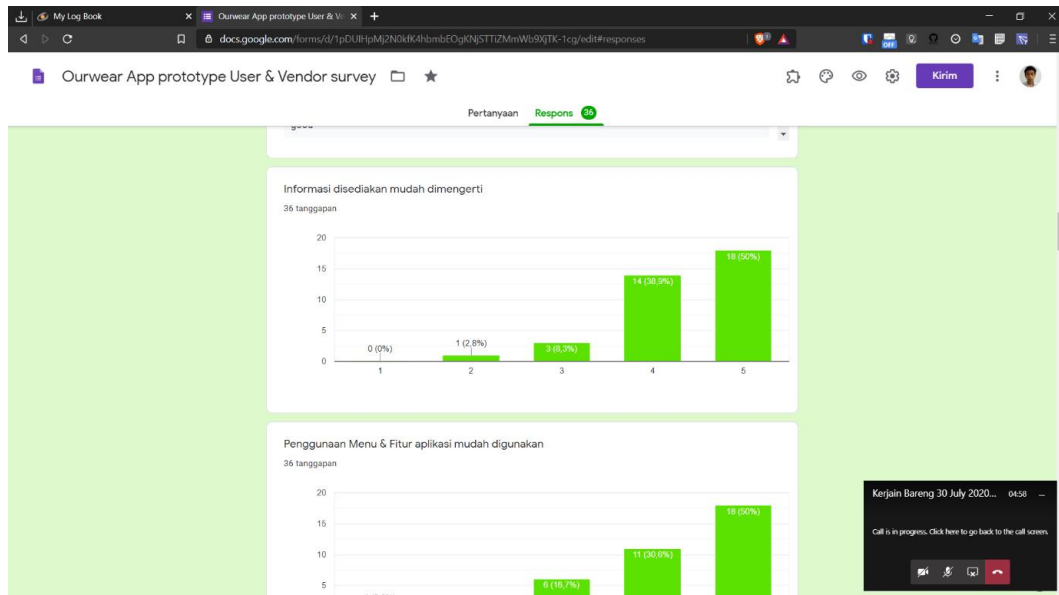 My Log Book
Ourwear App prototype User & Ve
docs.google.com/forms/d/1pDUIHpMj2N0kfK4hbmbEOgKNjSTTiZMmWb9XjTK-1cg/edit#responses
OFF
Ourwear App prototype User & Vendor survey
Kirim
Pertanyaan Respons 36
good
Informasi disediakan mudah dimengerti
36 tanggapan
20
15
10
5
0
0 (0%)
1 (2,8%)
3 (8,3%)
14 (38,9%)
18 (50%)
1 2 3 4 5
Penggunaan Menu & Fitur aplikasi mudah digunakan
36 tanggapan
20
15
10
5
6 (16,7%)
11 (30,6%)
18 (50%)
Kerjain Bareng 30 July 2020... 04:58
Call is in progress. Click here to go back to the call screen.